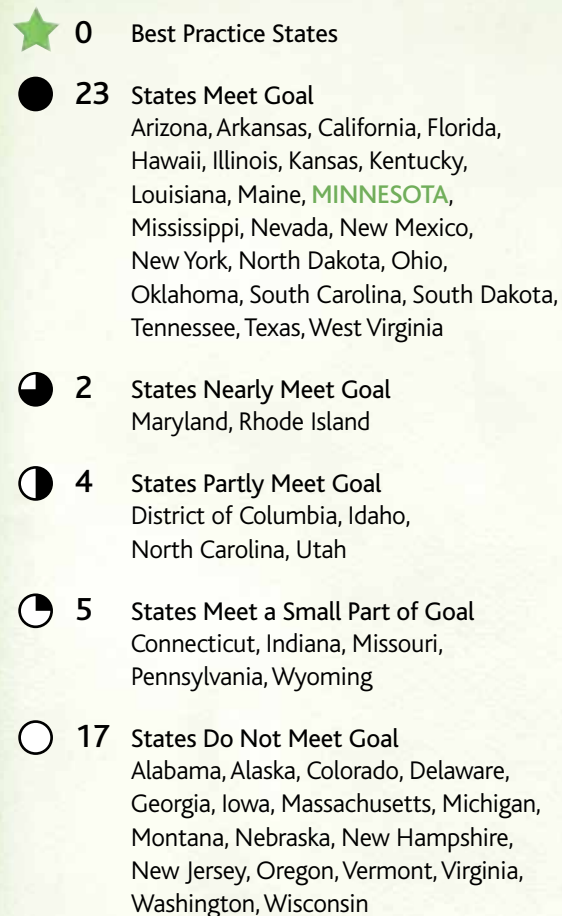 0 Best Practice States
23 States Meet Goal
Arizona, Arkansas, California, Florida,
Hawaii, Illinois, Kansas, Kentucky,
Louisiana, Maine, MINNESOTA,
Mississippi, Nevada, New Mexico,
New York, North Dakota, Ohio,
Oklahoma, South Carolina, South Dakota,
Tennessee, Texas, West Virginia
2 States Nearly Meet Goal
Maryland, Rhode Island
4 States Partly Meet Goal
District of Columbia, Idaho,
North Carolina, Utah
5 States Meet a Small Part of Goal
Connecticut, Indiana, Missouri,
Pennsylvania, Wyoming
17 States Do Not Meet Goal
Alabama, Alaska, Colorado, Delaware,
Georgia, Iowa, Massachusetts, Michigan,
Montana, Nebraska, New Hampshire,
New Jersey, Oregon, Vermont, Virginia,
Washington, Wisconsin